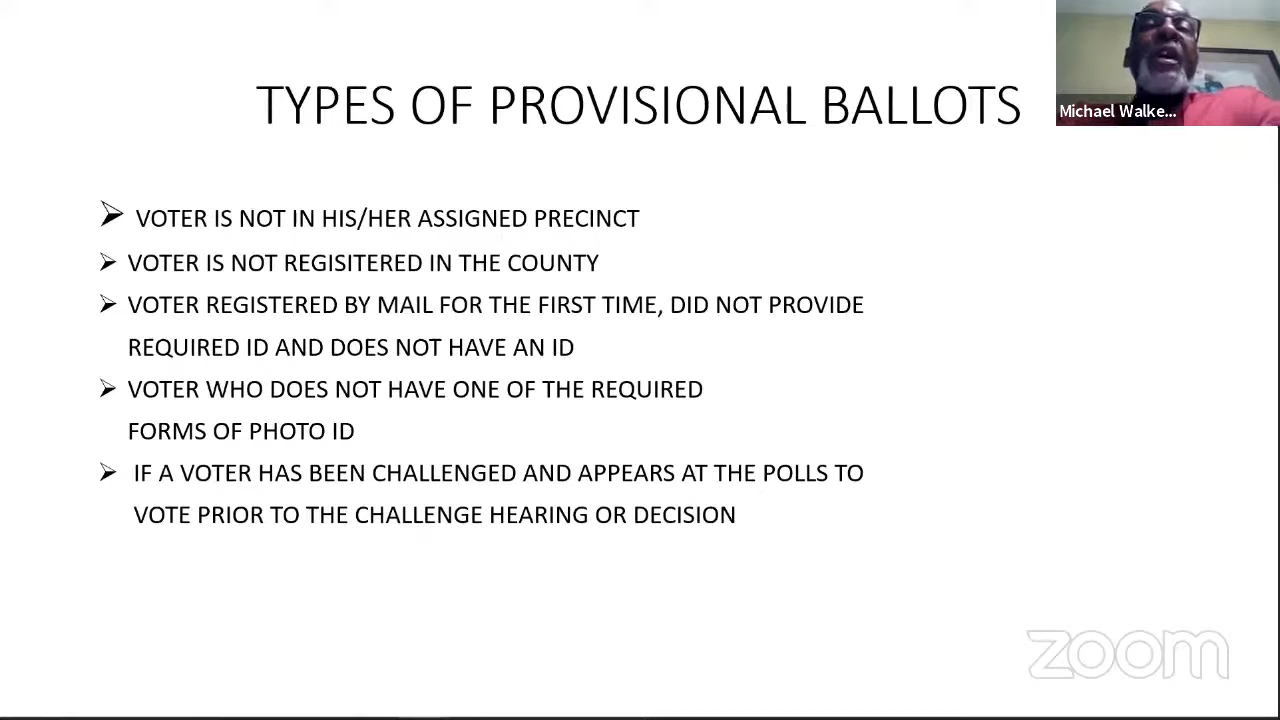 TYPES OF PROVISIONAL BALLOTS
Michael Walke...
VOTER IS NOT IN HIS/HER ASSIGNED PRECINCT
VOTER IS NOT REGISITERED IN THE COUNTY
VOTER REGISTERED BY MAIL FOR THE FIRST TIME, DID NOT PROVIDE
REQUIRED ID AND DOES NOT HAVE AN ID
VOTER WHO DOES NOT HAVE ONE OF THE REQUIRED
FORMS OF PHOTO ID
IF A VOTER HAS BEEN CHALLENGED AND APPEARS AT THE POLLS TO
VOTE PRIOR TO THE CHALLENGE HEARING OR DECISION
zoom